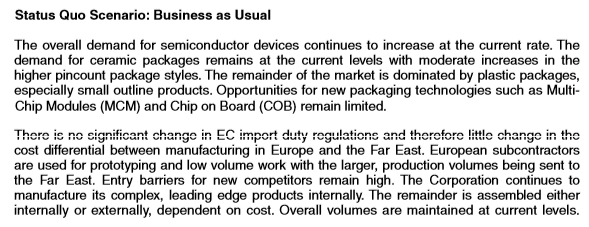 Status Quo Scenario: Business as Usual
The overall demand for semiconductor devices continues to increase at the current rate. The
demand for ceramic packages remains at the current levels with moderate increases in the
higher pincount package styles. The remainder of the market is dominated by plastic packages,
especially small outline products. Opportunities for new packaging technologies such as Multi-
Chip Modules (MCM) and Chip on Board (COB) remain limited.
There is no significant change in EC import duty regulations and therefore little change in the
cost differential between manufacturing in Europe and the Far East. European subcontractors
are used for prototyping and low volume work with the larger, production volumes being sent to
the Far East. Entry barriers for new competitors remain high. The Corporation continues to
manufacture its complex, leading edge products internally. The remainder is assembled either
internally or externally, dependent on cost. Overall volumes are maintained at current levels.